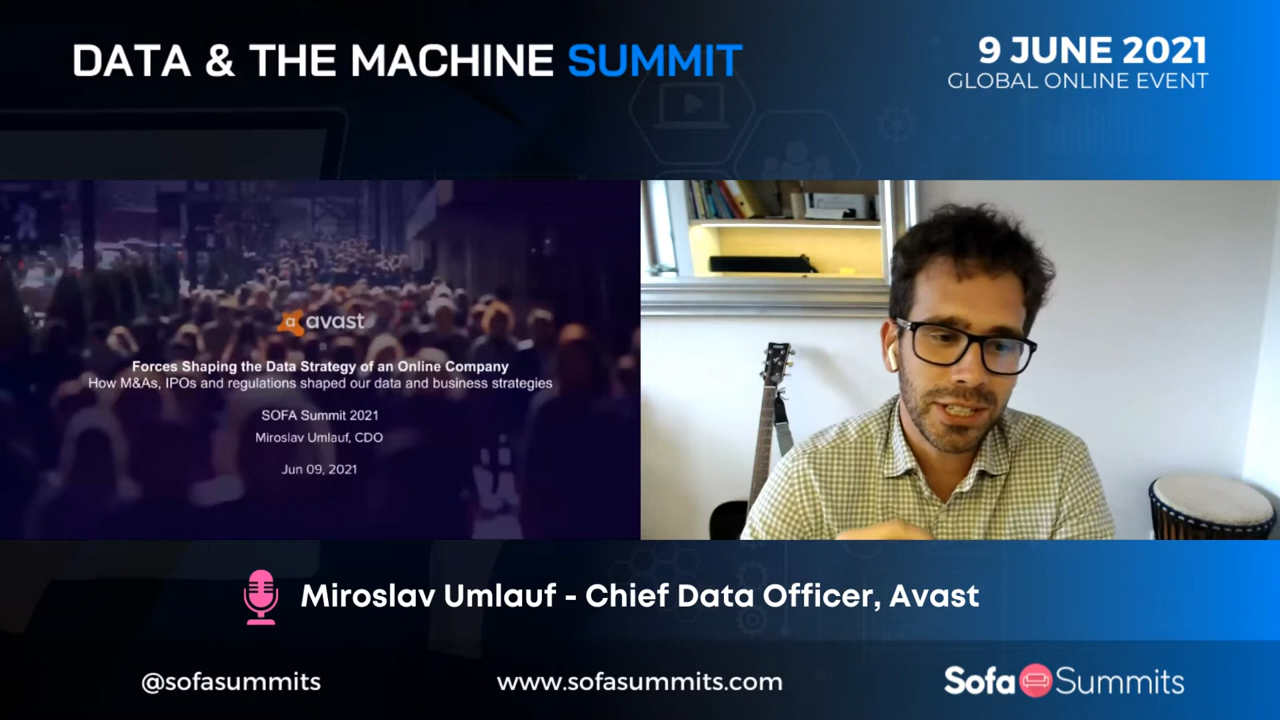 DATA & THE MACHINE SUMMIT
9 JUNE 2021
GLOBAL ONLINE EVENT
a avast
Forces Shaping the Data Strategy of an Online Company
How M&As, IPOs and regulations shaped our data and business strategies
SOFA Summit 2021
Miroslav Umlauf, CDO
Jun 09, 2021
Miroslav Umlauf - Chief Data Officer, Avast
@sofasummits
www.sofasummits.com
Sofa Summits